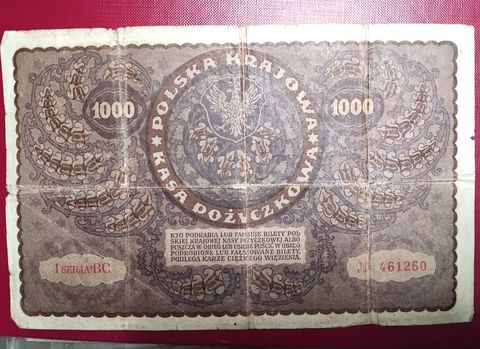 POLSKA KRAJOWA
KASA POŻYCZKOWA
1000
1000
KTO PODRABIA LUB FAŁSZUJE BILETY POL-
SKIEJ KRAJOWEJ KASY POŻYCZKOWEJ ALBO
PUSZCZA W OBIEG LUB USIŁUJE PUŚCIĆ W OBIEG
PODROBIONE LUB FAŁSZOWANE BILETY,
PODLEGA KARZE CIĘŻKIEGO WIĘZIENIA.
I SERJA BC
№ 461260